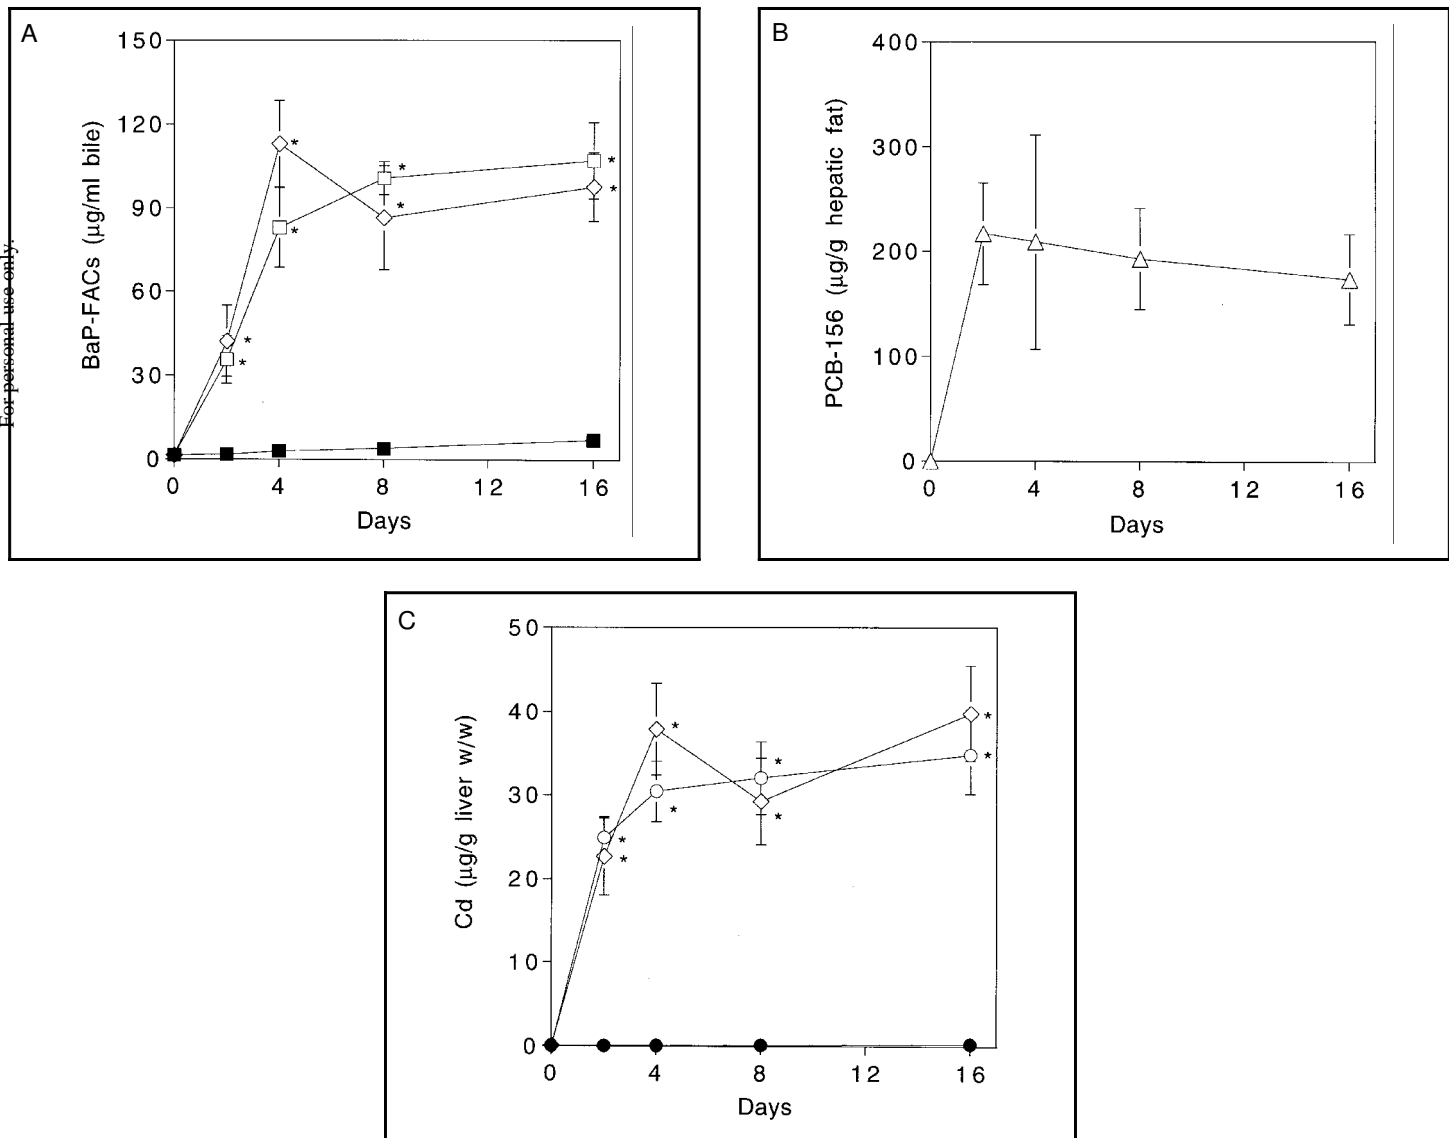 For personal use only.
A
150
120
90
60
30
0
BaP-FACs (µg/ml bile)
* * * * * * * *
0 4 8 12 16
Days
B
400
300
200
100
0
PCB-156 (µg/g hepatic fat)
0 4 8 12 16
Days
C
50
40
30
20
10
0
Cd (µg/g liver w/w)
* * * * * * * *
0 4 8 12 16
Days